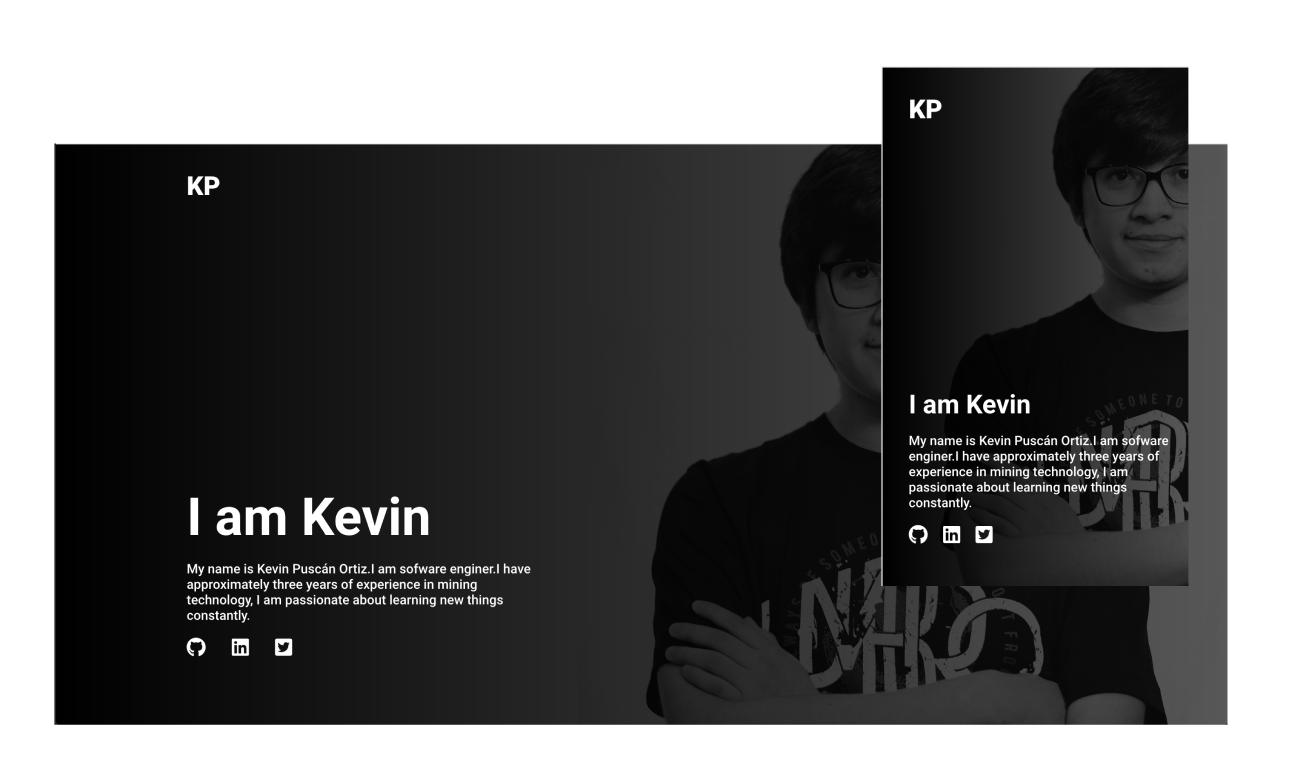 KP
I am Kevin
My name is Kevin Puscán Ortiz.I am sofware enginer.I have
approximately three years of experience in mining
technology, I am passionate about learning new things
constantly.
KP
SOMEONE TO
I am Kevin
My name is Kevin Puscán Ortiz.I am sofware
enginer.I have approximately three years of
experience in mining technology, I am
passionate about learning new things
constantly.